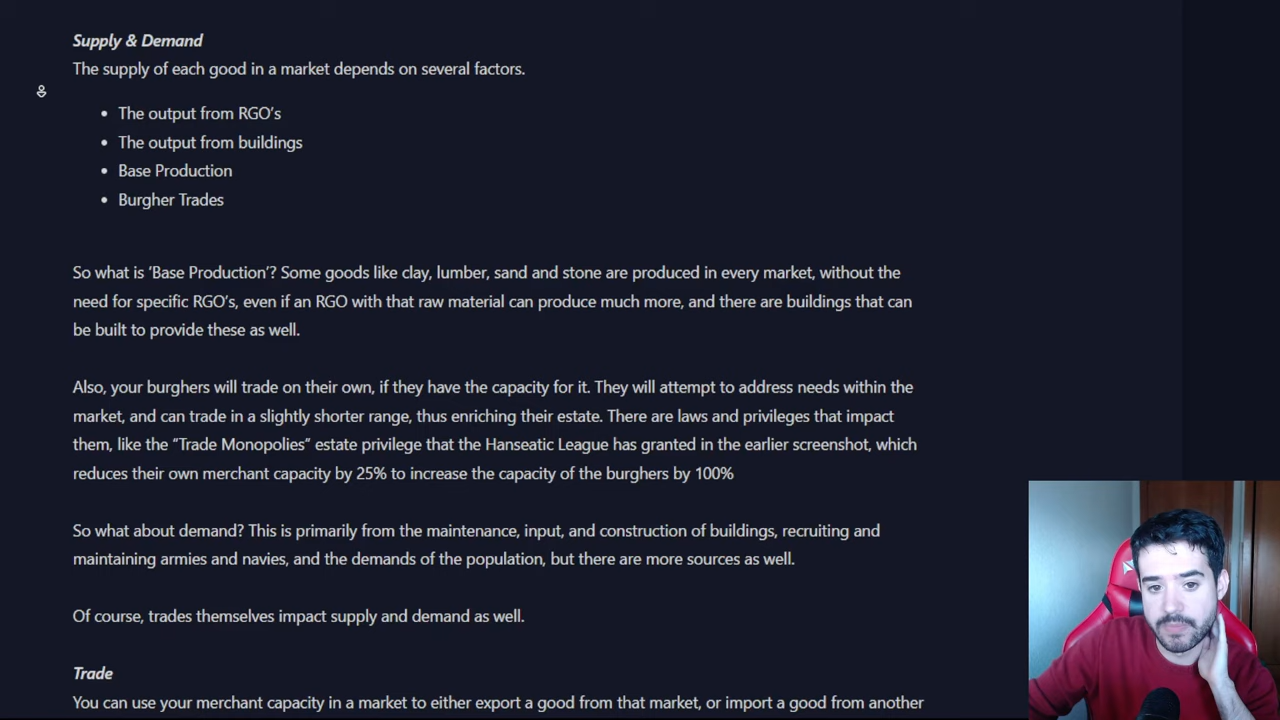 Supply & Demand
The supply of each good in a market depends on several factors.
• The output from RGO's
• The output from buildings
• Base Production
• Burgher Trades
So what is 'Base Production'? Some goods like clay, lumber, sand and stone are produced in every market, without the
need for specific RGO's, even if an RGO with that raw material can produce much more, and there are buildings that can
be built to provide these as well.
Also, your burghers will trade on their own, if they have the capacity for it. They will attempt to address needs within the
market, and can trade in a slightly shorter range, thus enriching their estate. There are laws and privileges that impact
them, like the “Trade Monopolies” estate privilege that the Hanseatic League has granted in the earlier screenshot, which
reduces their own merchant capacity by 25% to increase the capacity of the burghers by 100%
So what about demand? This is primarily from the maintenance, input, and construction of buildings, recruiting and
maintaining armies and navies, and the demands of the population, but there are more sources as well.
Of course, trades themselves impact supply and demand as well.
Trade
You can use your merchant capacity in a market to either export a good from that market, or import a good from another